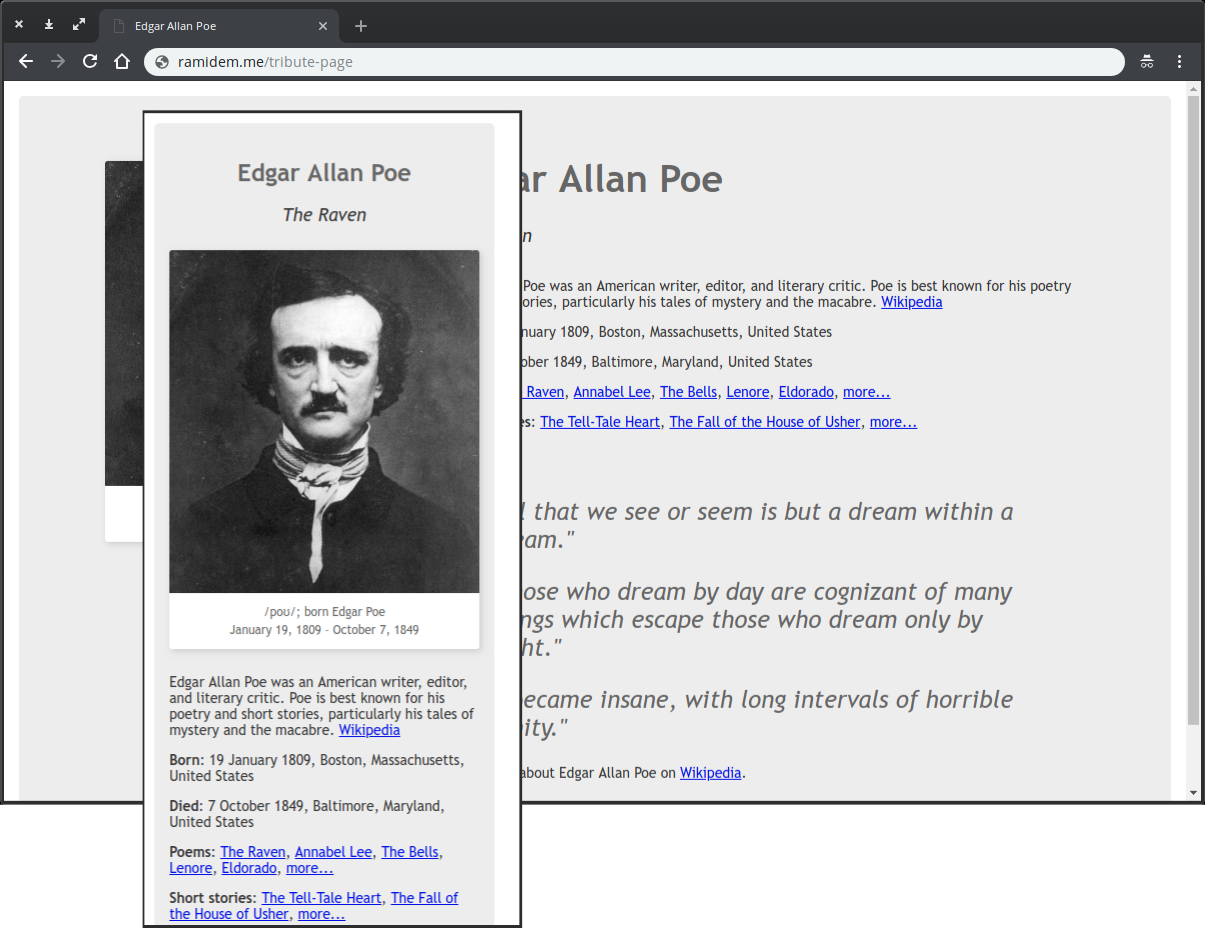 Edgar Allan Poe
ramidem.me/tribute-page
Edgar Allan Poe
The Raven
/poʊ/; born Edgar Poe
January 19, 1809 - October 7, 1849
Edgar Allan Poe was an American writer, editor,
and literary critic. Poe is best known for his
poetry and short stories, particularly his tales of
mystery and the macabre. Wikipedia
Born: 19 January 1809, Boston, Massachusetts,
United States
Died: 7 October 1849, Baltimore, Maryland,
United States
Poems: The Raven, Annabel Lee, The Bells,
Lenore, Eldorado, more...
Short stories: The Tell-Tale Heart, The Fall of
the House of Usher, more...
ar Allan Poe
n
Poe was an American writer, editor, and literary critic. Poe is best known for his poetry
ories, particularly his tales of mystery and the macabre. Wikipedia
nuary 1809, Boston, Massachusetts, United States
ober 1849, Baltimore, Maryland, United States
Raven, Annabel Lee, The Bells, Lenore, Eldorado, more...
es: The Tell-Tale Heart, The Fall of the House of Usher, more...
l that we see or seem is but a dream within a
eam."
ose who dream by day are cognizant of many
ngs which escape those who dream only by
ht."
ecame insane, with long intervals of horrible
ity."
about Edgar Allan Poe on Wikipedia.